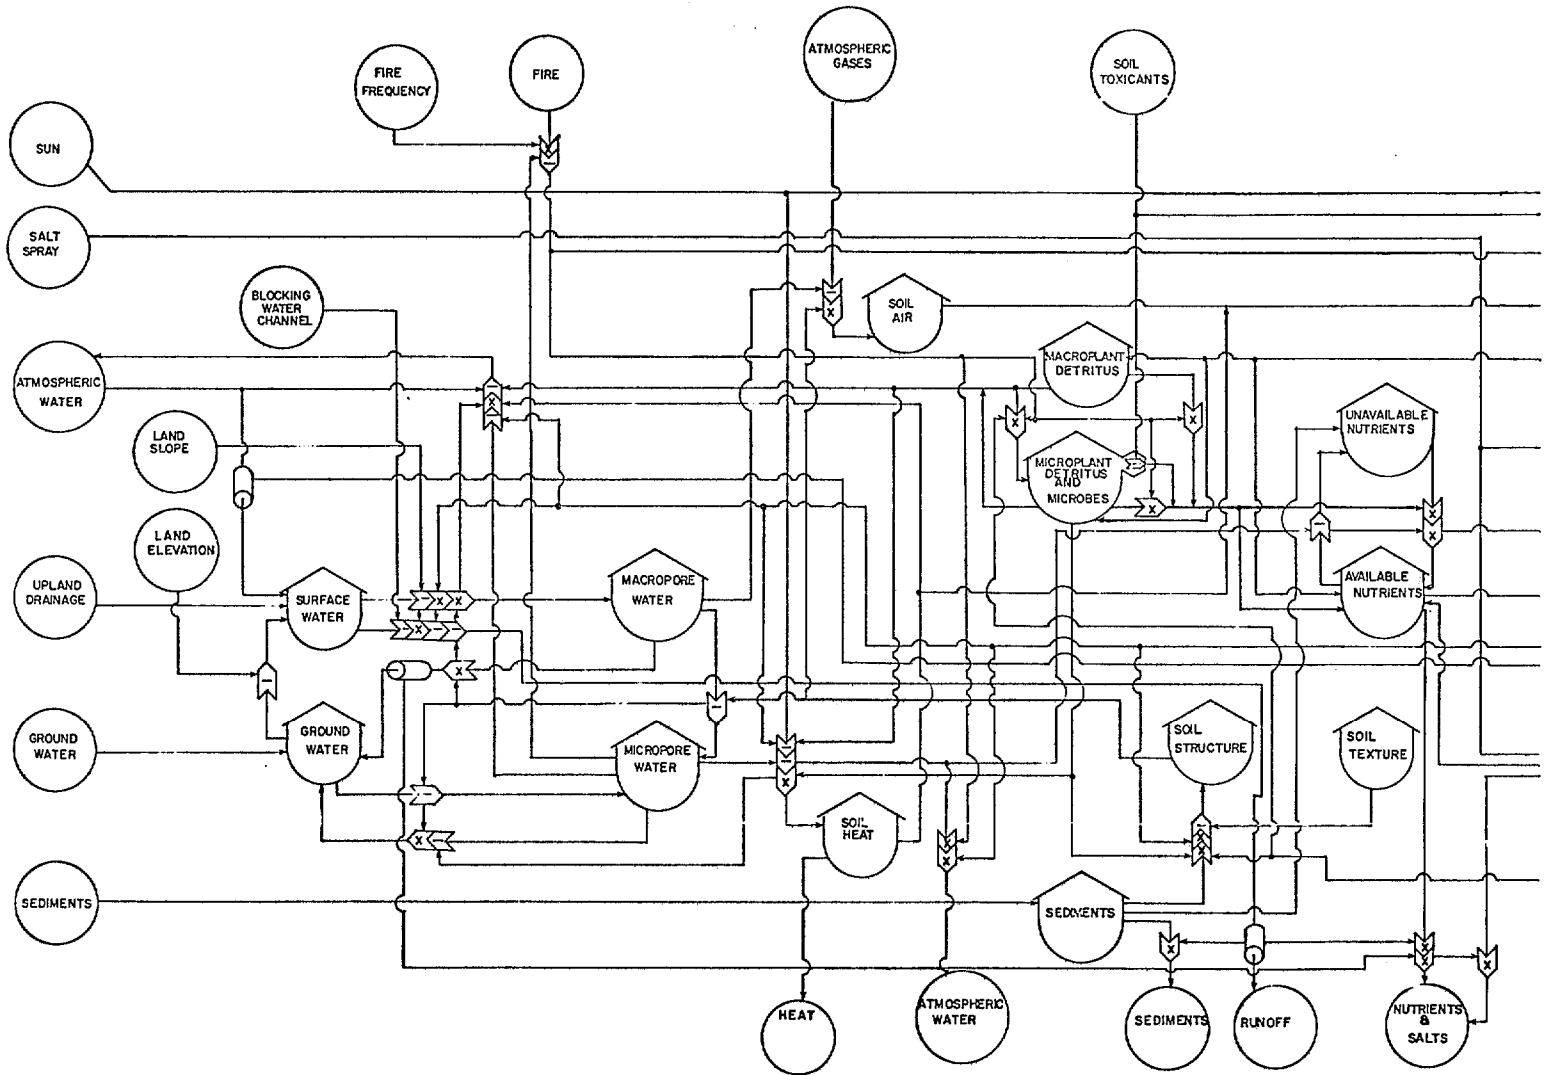 FIRE
FREQUENCY
FIRE
ATMOSPHERIC
GASES
SOIL
TOXICANTS
SUN
SALT
SPRAY
BLOCKING
WATER
CHANNEL
SOIL
AIR
ATMOSPHERIC
WATER
MACROPLANT
DETRITUS
UNAVAILABLE
NUTRIENTS
LAND
SLOPE
MICROPLANT
DETRITUS
AND
MICROBES
LAND
ELEVATION
UPLAND
DRAINAGE
SURFACE
WATER
MACROPORE
WATER
AVAILABLE
NUTRIENTS
GROUND
WATER
GROUND
WATER
MICROPORE
WATER
SOIL
STRUCTURE
SOIL
TEXTURE
SOIL
HEAT
SEDIMENTS
SEDIMENTS
HEAT
ATMOSPHERIC
WATER
SEDIMENTS
RUNOFF
NUTRIENTS
&
SALTS